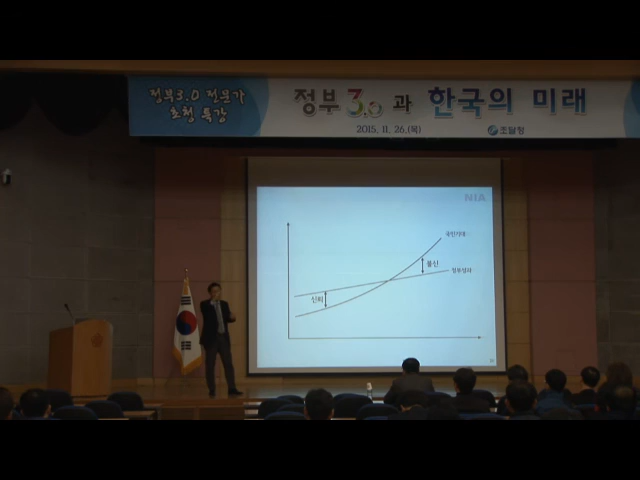 정부3.0 전문가
초청 특강
정부 3.0 과 한국의 미래
2015. 11. 26.(목)
조달청
NIA
국민기대
불신
정부성과
신뢰